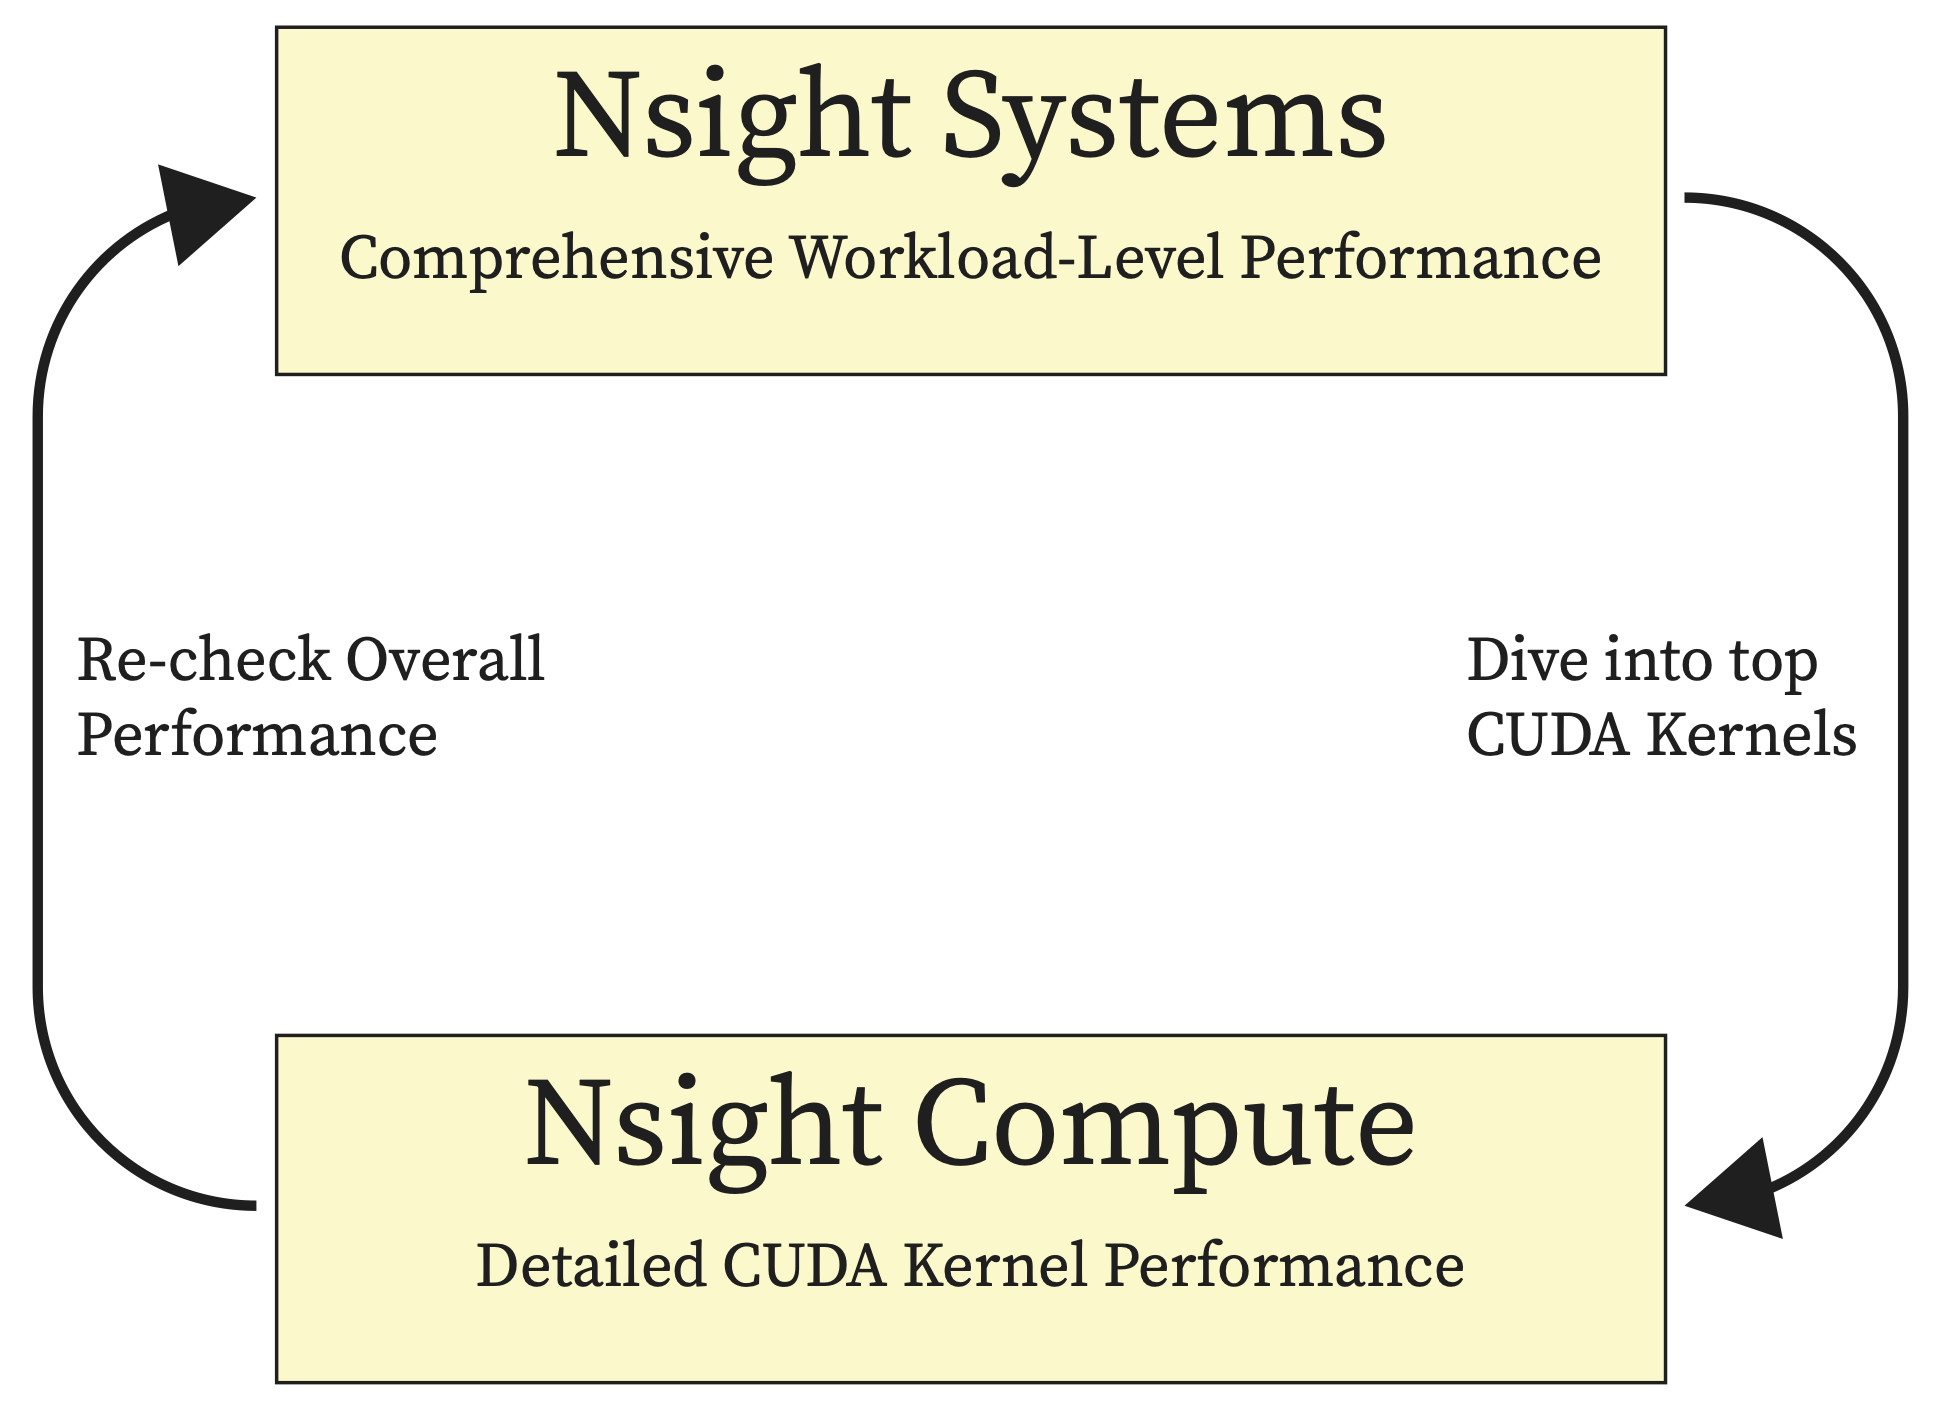 Nsight Systems
Comprehensive Workload-Level Performance
Re-check Overall
Performance
Dive into top
CUDA Kernels
Nsight Compute
Detailed CUDA Kernel Performance